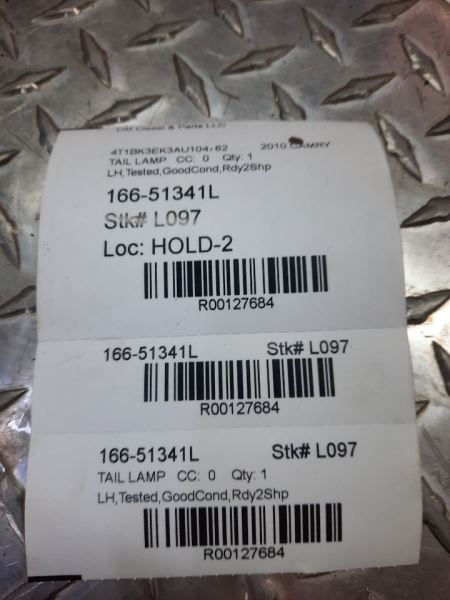 DM Diesel & Parts LLC
2010 CAMRY
TAIL LAMP CC: 0 Qty: 1
LH,Tested,GoodCond,Rdy2Shp
166-51341L
Stk# L097
Loc: HOLD-2
R00127684
166-51341L Stk# L097
R00127684
166-51341L Stk# L097
TAIL LAMP CC: 0 Qty: 1
LH,Tested,GoodCond,Rdy2Shp
R00127684